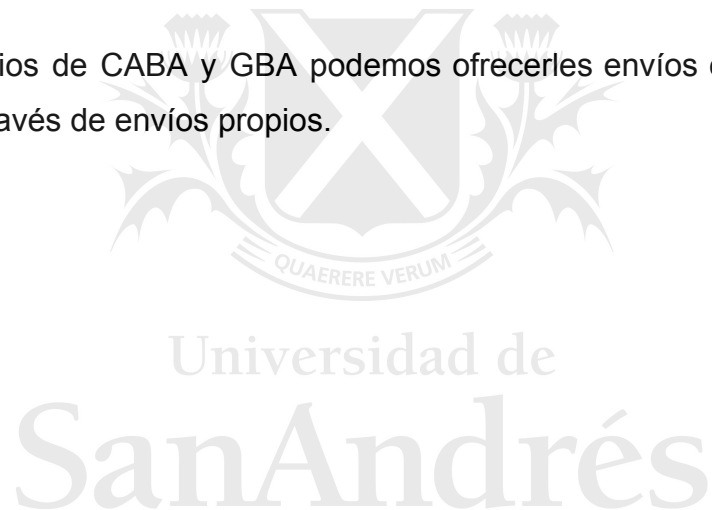 ios de CABA y GBA podemos ofrecerles envíos
avés de envíos propios.
QUAERERE VERUM
Universidad de
SanAndrés